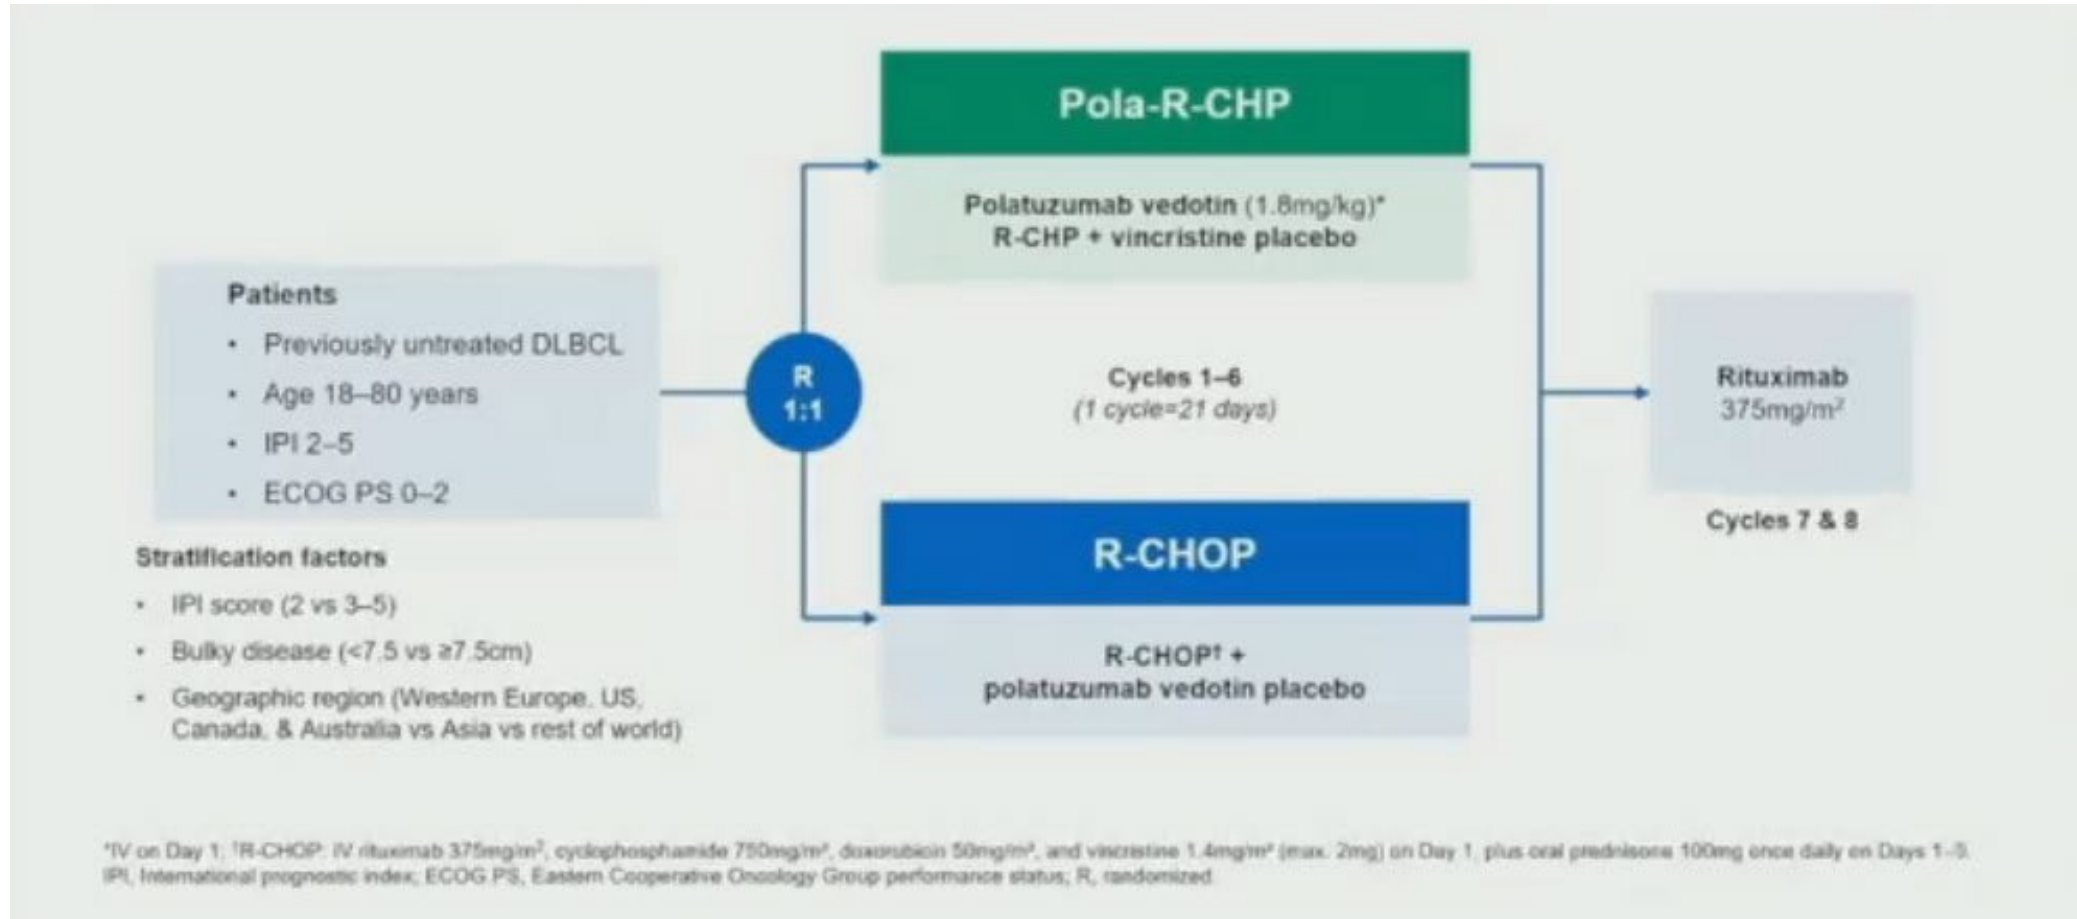 Pola-R-CHP
Polatuzumab vedotin (1.8mg/kg)*
R-CHP + vincristine placebo
Patients
• Previously untreated DLBCL
• Age 18–80 years
• IPI 2–5
• ECOG PS 0–2
R
1:1
Cycles 1–6
(1 cycle=21 days)
Rituximab
375mg/m²
Cycles 7 & 8
Stratification factors
• IPI score (2 vs 3–5)
• Bulky disease (<7.5 vs ≥7.5cm)
• Geographic region (Western Europe, US,
Canada, & Australia vs Asia vs rest of world)
R-CHOP
R-CHOP† +
polatuzumab vedotin placebo
*IV on Day 1; †R-CHOP: IV rituximab 375mg/m², cyclophosphamide 750mg/m², doxorubicin 50mg/m², and vincristine 1.4mg/m² (max. 2mg) on Day 1, plus oral prednisone 100mg once daily on Days
IPI, International prognostic index; ECOG PS, Eastern Cooperative Oncology Group performance status; R, randomized